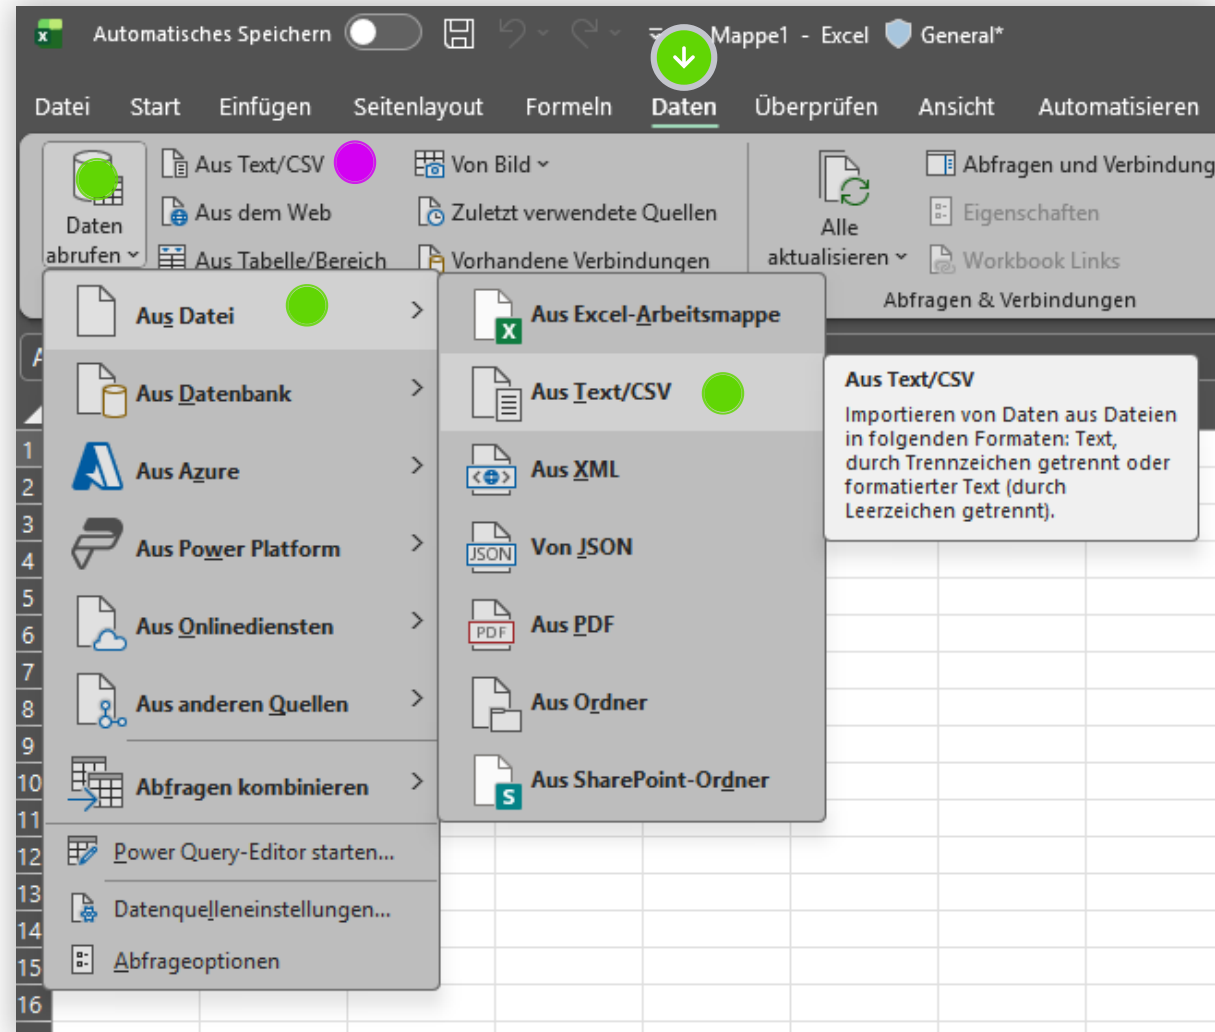 Automatisches Speichern
Mappe1 - Excel
General*
Datei Start Einfügen Seitenlayout Formeln Daten Überprüfen Ansicht Automatisieren
Daten
abrufen
Aus Text/CSV
Aus dem Web
Aus Tabelle/Bereich
Von Bild
Zuletzt verwendete Quellen
Vorhandene Verbindungen
Alle
aktualisieren
Abfragen und Verbindung
Eigenschaften
Workbook Links
Abfragen & Verbindungen
Aus Datei
Aus Datenbank
Aus Azure
Aus Power Platform
Aus Onlinediensten
Aus anderen Quellen
Abfragen kombinieren
Power Query-Editor starten...
Datenquelleneinstellungen...
Abfrageoptionen
X
Aus Excel-Arbeitsmappe
Aus Text/CSV
Aus XML
JSON
Von JSON
PDF
Aus PDF
Aus Ordner
S
Aus SharePoint-Ordner
Aus Text/CSV
Importieren von Daten aus Dateien
in folgenden Formaten: Text,
durch Trennzeichen getrennt oder
formatierter Text (durch
Leerzeichen getrennt).
1
2
3
4
5
6
7
8
9
10
11
12
13
14
15
16